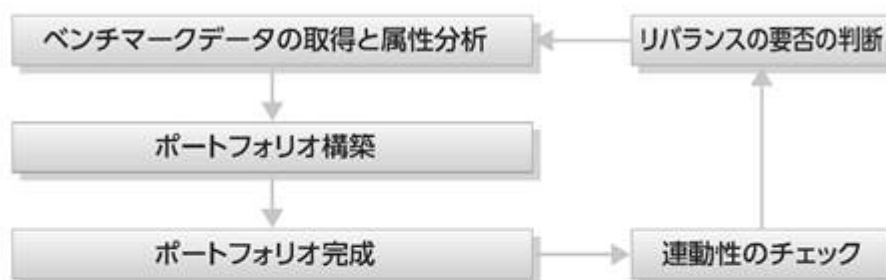 ベンチマークデータの取得と属性分析
リバランスの要否の判断
ポートフォリオ構築
ポートフォリオ完成
連動性のチェック